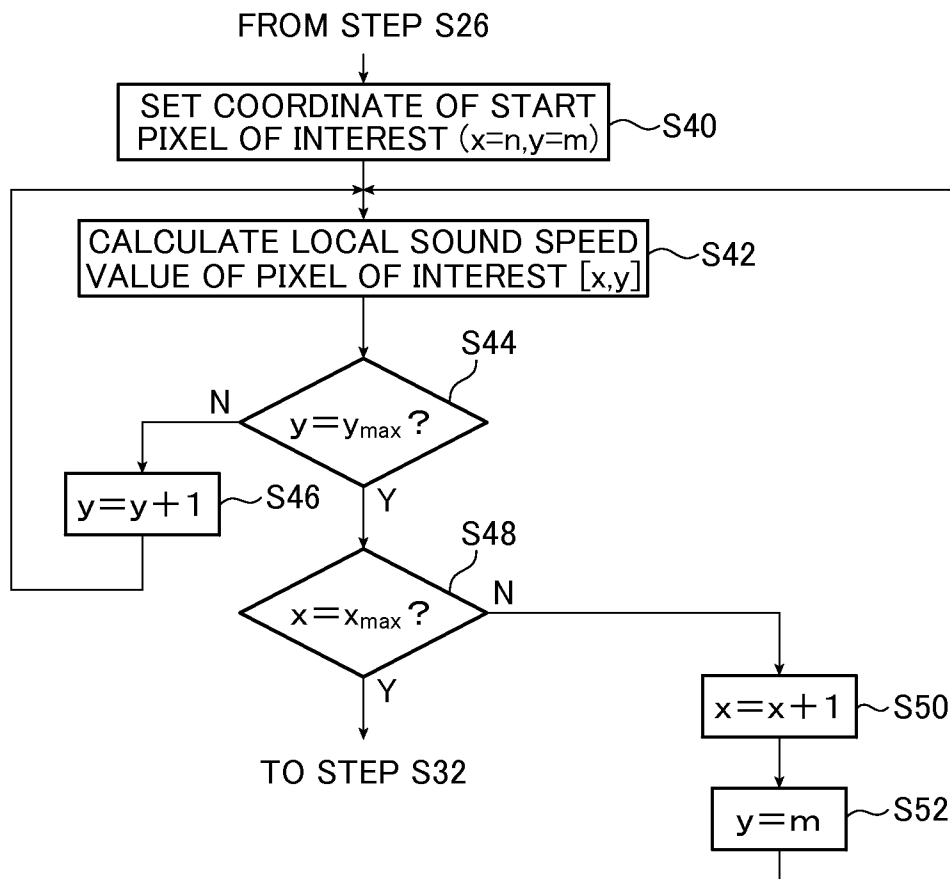 FROM STEP S26
SET COORDINATE OF START
PIXEL OF INTEREST (x=n,y=m)
S40
CALCULATE LOCAL SOUND SPEED
VALUE OF PIXEL OF INTEREST [x,y]
S42
S44
N
y=ymax?
y=y+1
S46
Y
S48
x=xmax?
N
Y
x=x+1
S50
TO STEP S32
y=m
S52